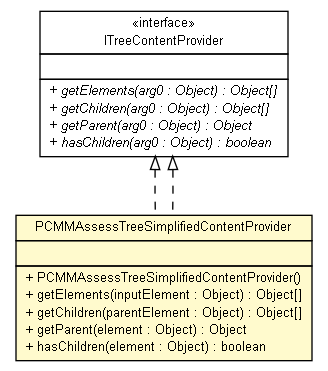 «interface»
ITreeContentProvider
+ getElements(arg0 : Object) : Object[]
+ getChildren(arg0 : Object) : Object[]
+ getParent(arg0 : Object) : Object
+ hasChildren(arg0 : Object) : boolean
PCMMAssessTreeSimplifiedContentProvider
+ PCMMAssessTreeSimplifiedContentProvider()
+ getElements(inputElement : Object) : Object[]
+ getChildren(parentElement : Object) : Object[]
+ getParent(element : Object) : Object
+ hasChildren(element : Object) : boolean